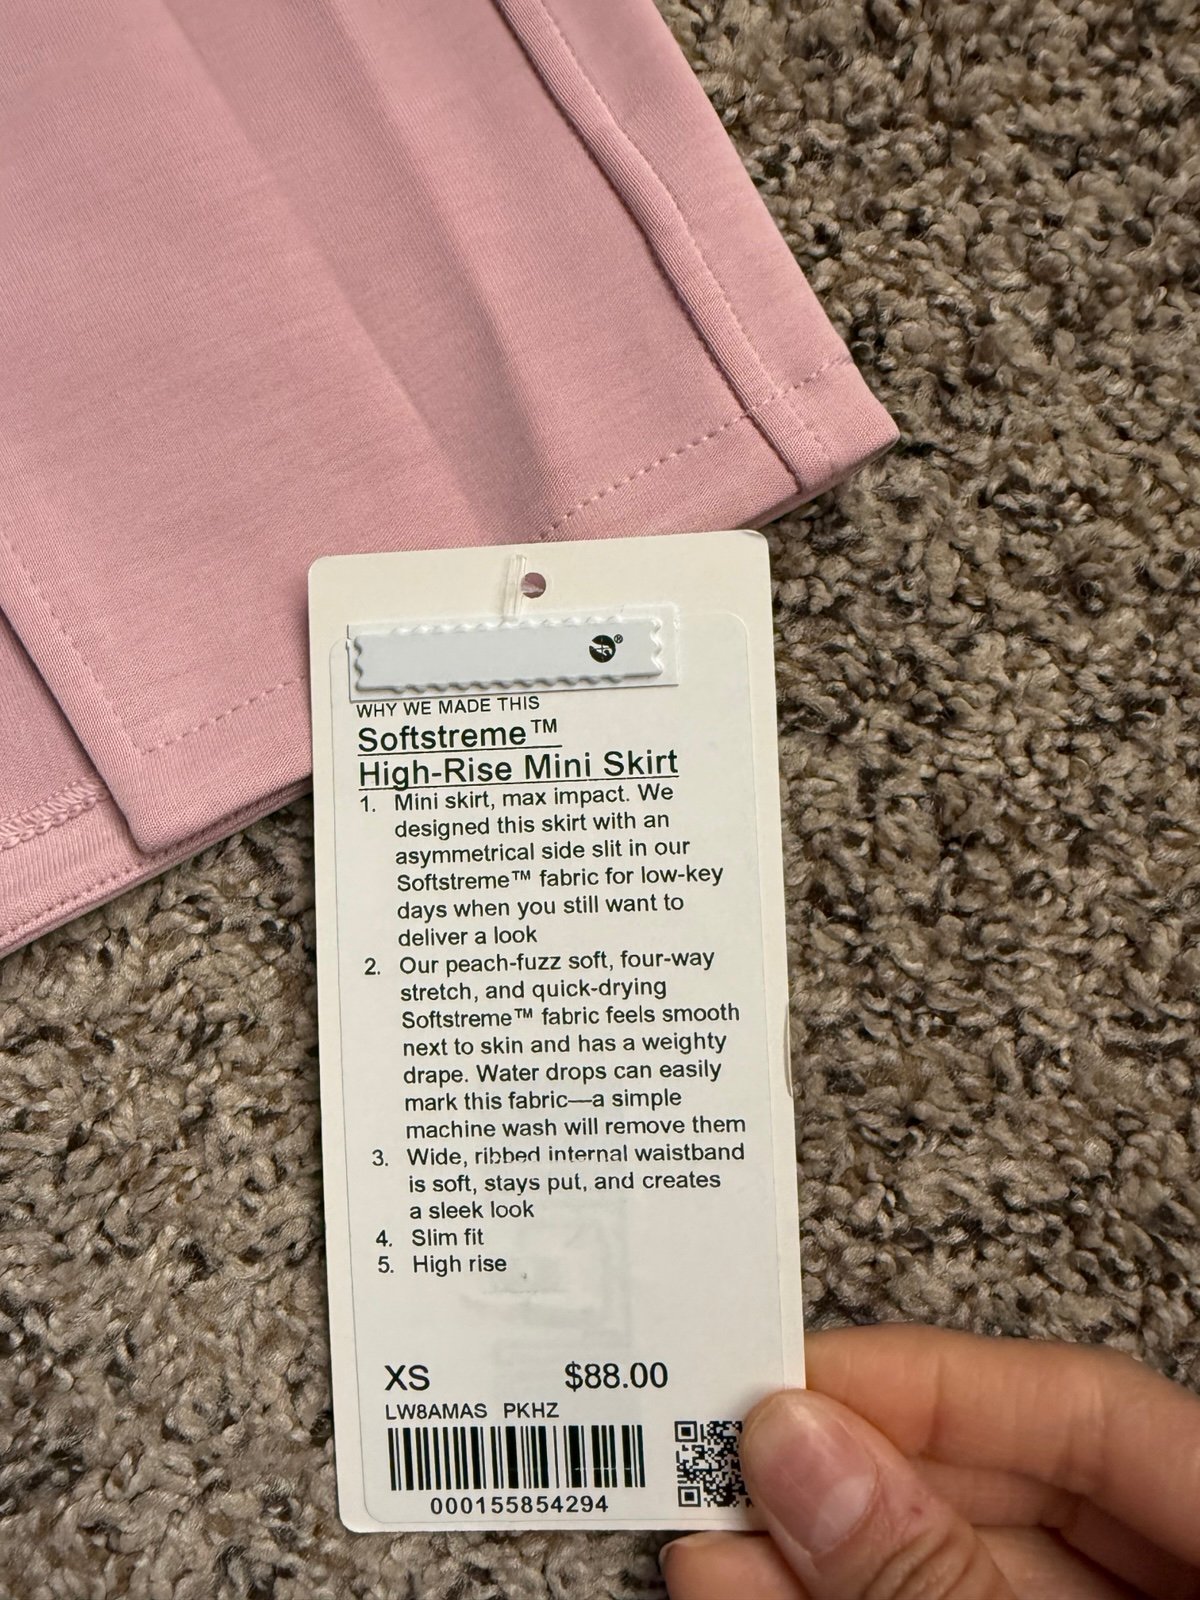 ®
WHY WE MADE THIS
Softstreme™
High-Rise Mini Skirt
1. Mini skirt, max impact. We
designed this skirt with an
asymmetrical side slit in our
Softstreme™ fabric for low-key
days when you still want to
deliver a look
2. Our peach-fuzz soft, four-way
stretch, and quick-drying
Softstreme™ fabric feels smooth
next to skin and has a weighty
drape. Water drops can easily
mark this fabric—a simple
machine wash will remove them
3. Wide, ribbed internal waistband
is soft, stays put, and creates
a sleek look
4. Slim fit
5. High rise
XS $88.00
LW8AMAS PKHZ
000155854294